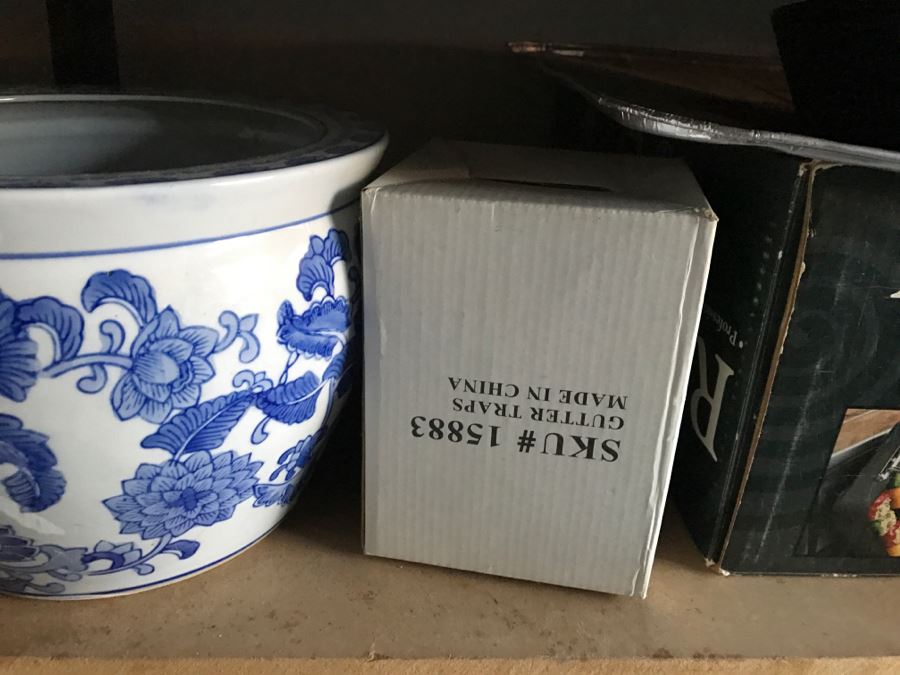 SKU# 15883
GUTTER TRAPS
MADE IN CHINA
R